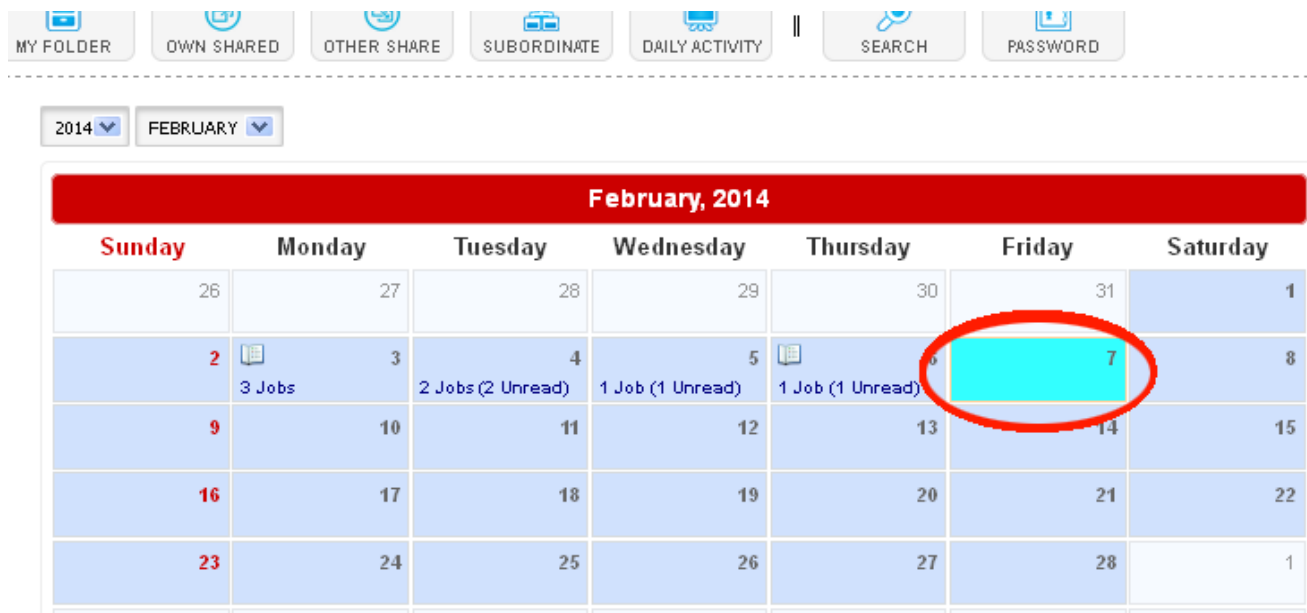 MY FOLDER OWN SHARED OTHER SHARE SUBORDINATE DAILY ACTIVITY || SEARCH PASSWORD
2014 FEBRUARY
February, 2014
Sunday Monday Tuesday Wednesday Thursday Friday Saturday
26 27 28 29 30 31 1
2 3 4 5 6 7 8
3 Jobs 2 Jobs (2 Unread) 1 Job (1 Unread) 1 Job (1 Unread)
9 10 11 12 13 14 15
16 17 18 19 20 21 22
23 24 25 26 27 28 1